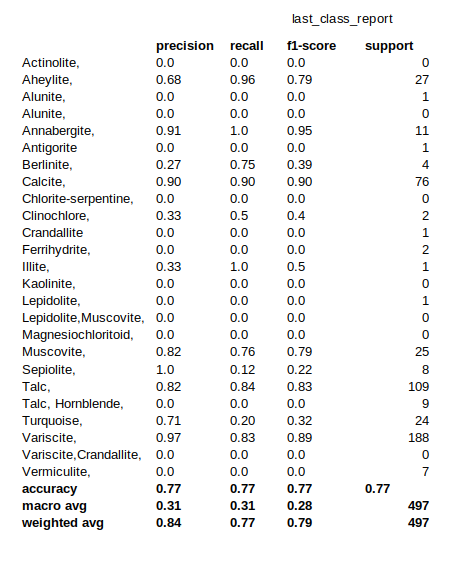 last_class_report
precision recall f1-score support
Actinolite, 0.0 0.0 0.0 0
Aheylite, 0.68 0.96 0.79 27
Alunite, 0.0 0.0 0.0 1
Alunite, 0.0 0.0 0.0 0
Annabergite, 0.91 1.0 0.95 11
Antigorite 0.0 0.0 0.0 1
Berlinite, 0.27 0.75 0.39 4
Calcite, 0.90 0.90 0.90 76
Chlorite-serpentine, 0.0 0.0 0.0 0
Clinochlore, 0.33 0.5 0.4 2
Crandallite 0.0 0.0 0.0 1
Ferrihydrite, 0.0 0.0 0.0 2
Illite, 0.33 1.0 0.5 1
Kaolinite, 0.0 0.0 0.0 0
Lepidolite, 0.0 0.0 0.0 1
Lepidolite,Muscovite, 0.0 0.0 0.0 0
Magnesiochloritoid, 0.0 0.0 0.0 0
Muscovite, 0.82 0.76 0.79 25
Sepiolite, 1.0 0.12 0.22 8
Talc, 0.82 0.84 0.83 109
Talc, Hornblende, 0.0 0.0 0.0 9
Turquoise, 0.71 0.20 0.32 24
Variscite, 0.97 0.83 0.89 188
Variscite,Crandallite, 0.0 0.0 0.0 0
Vermiculite, 0.0 0.0 0.0 7
accuracy 0.77 0.77 0.77 0.77
macro avg 0.31 0.31 0.28 497
weighted avg 0.84 0.77 0.79 497